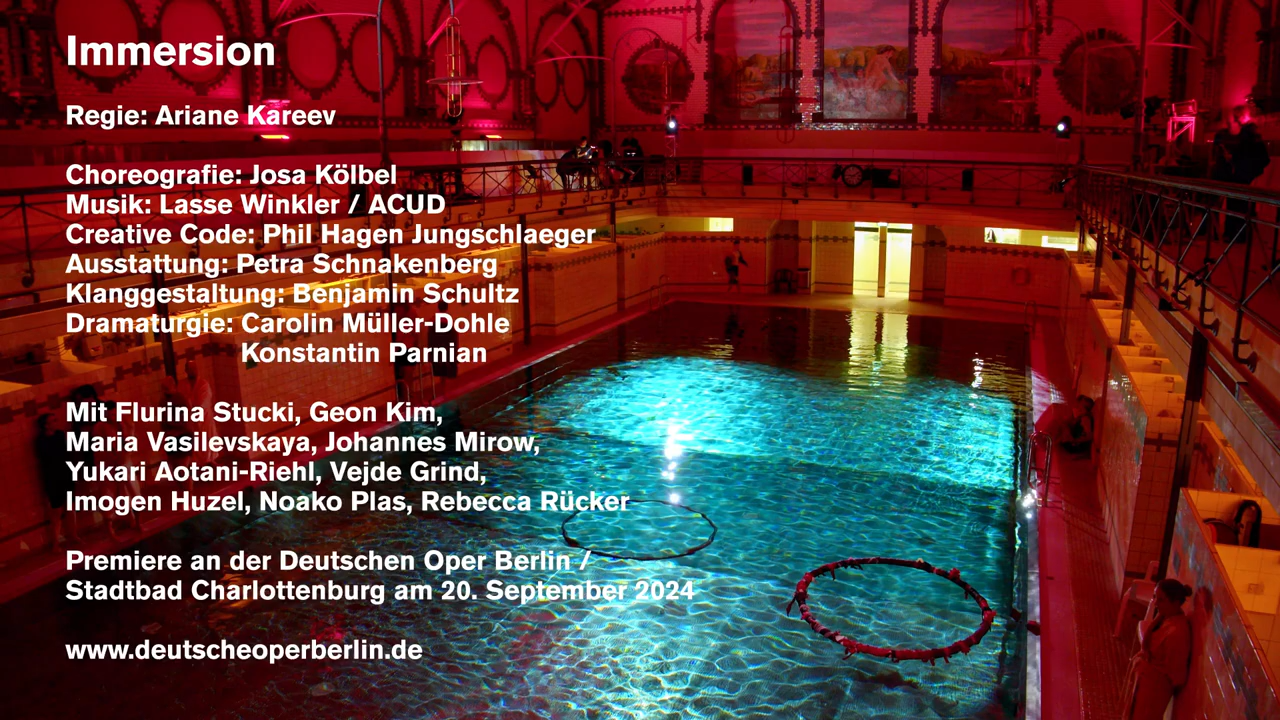 Immersion
Regie: Ariane Kareev
Choreografie: Josa Kölbel
Musik: Lasse Winkler / ACUD
Creative Code: Phil Hagen Jungschlaeger
Ausstattung: Petra Schnakenberg
Klanggestaltung: Benjamin Schultz
Dramaturgie: Carolin Müller-Dohle
Konstantin Parnian
Mit Flurina Stucki, Geon Kim,
Maria Vasilevskaya, Johannes Mirow,
Yukari Aotani-Riehl, Vejde Grind,
Imogen Huzel, Noako Plas, Rebecca Rücker
Premiere an der Deutschen Oper Berlin /
Stadtbad Charlottenburg am 20. September 2024
www.deutscheoperberlin.de